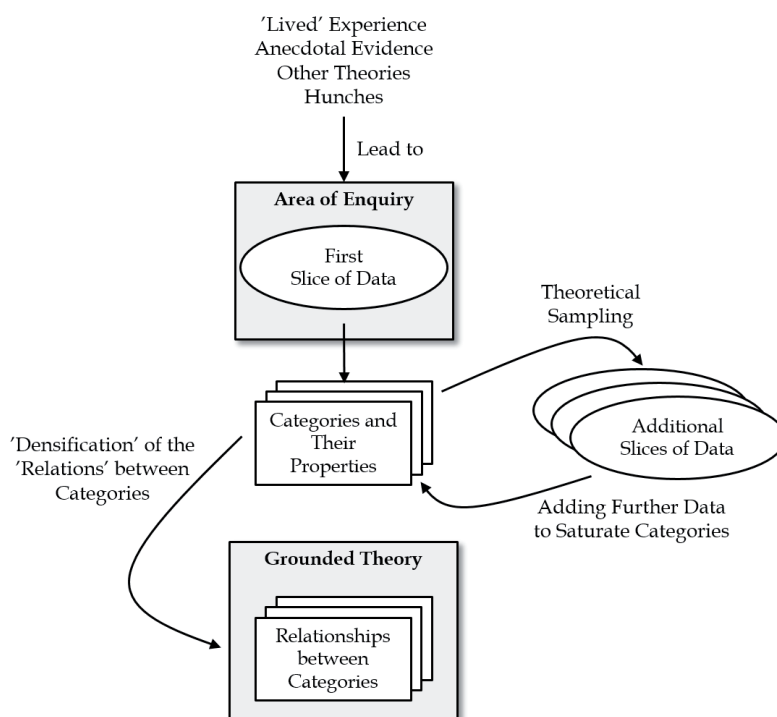 'Lived' Experience
Anecdotal Evidence
Other Theories
Hunches
Lead to
Area of Enquiry
First
Slice of Data
Theoretical
Sampling
Categories and
Their
Properties
Additional
Slices of Data
'Densification' of the
'Relations' between
Categories
Adding Further Data
to Saturate Categories
Grounded Theory
Relationships
between
Categories